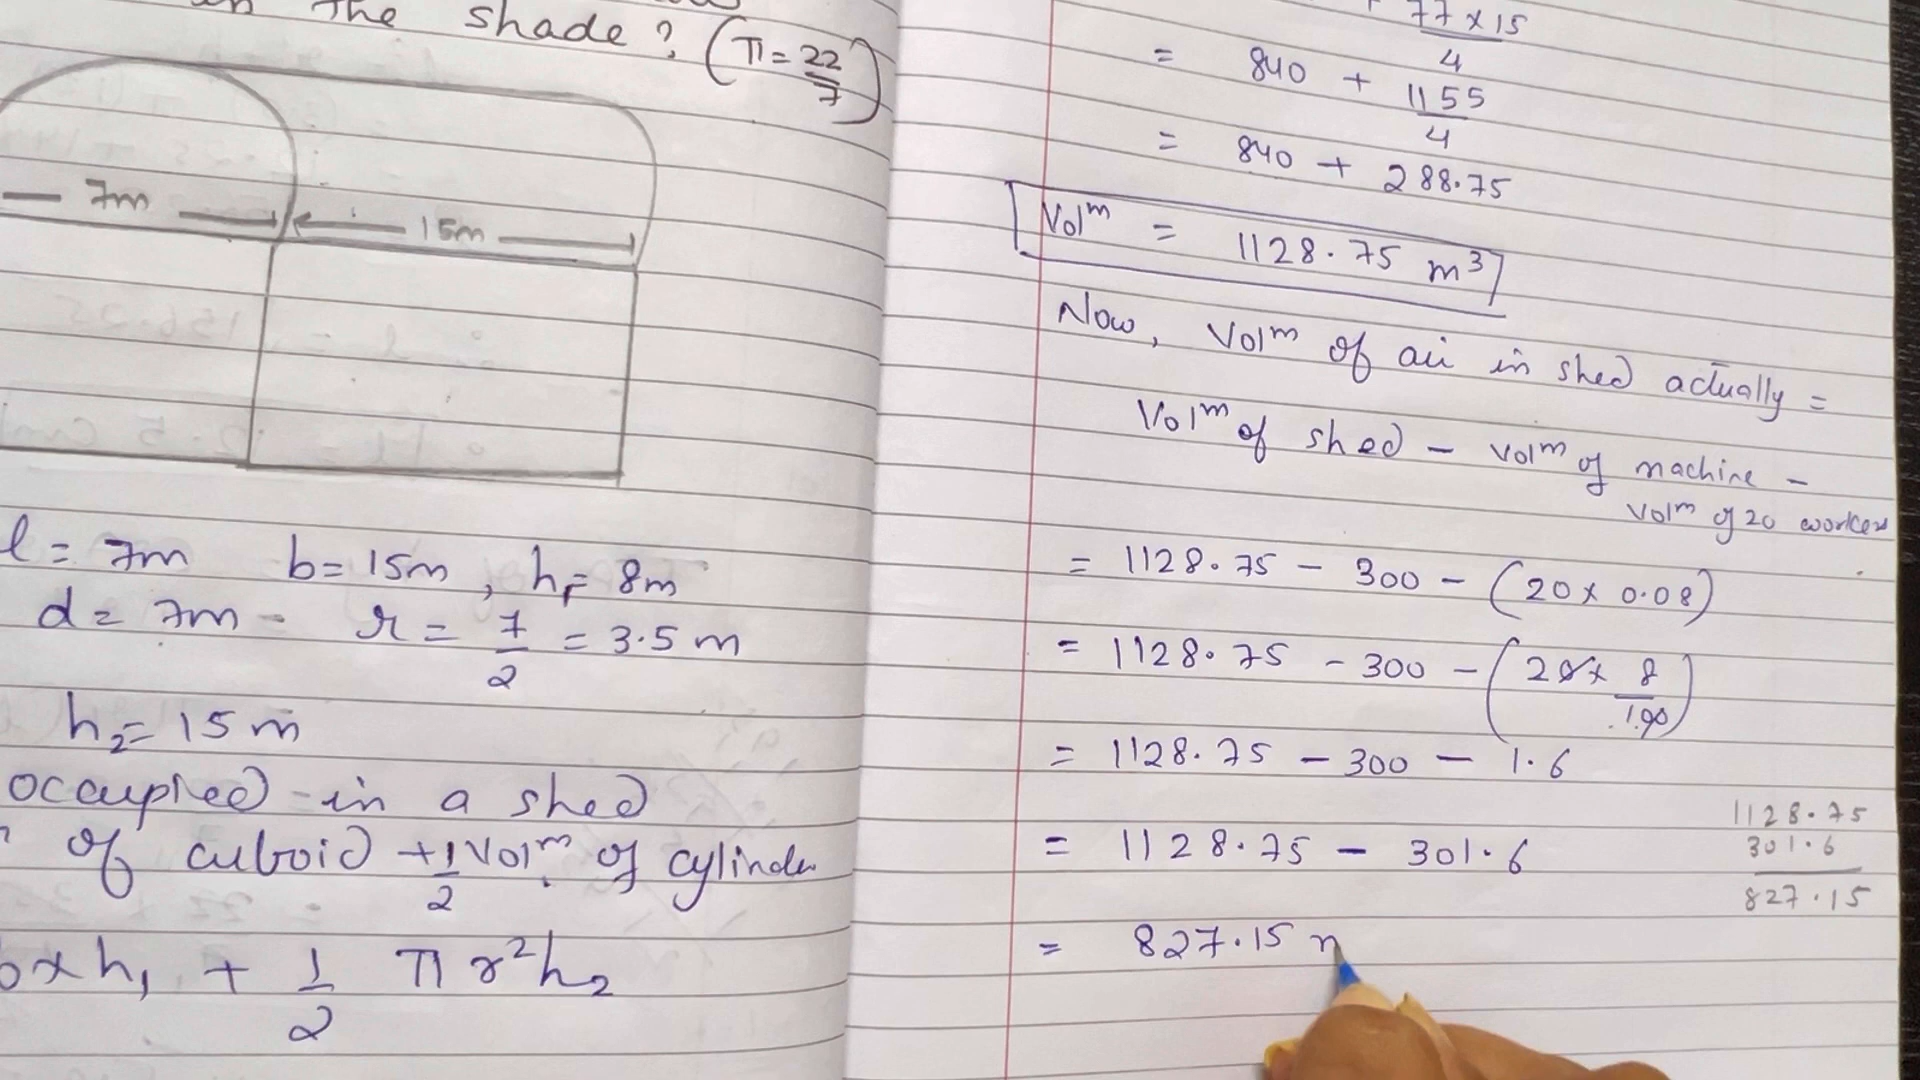 the shade ? (π = 22/7)
7m
15m
l = 7m b = 15m , h₁ = 8m
d = 7m - r = 7/2 = 3.5 m
h₂ = 15 m
occupied in a shed
of cuboid + 1/2 Volᵐ of cylinder
b x h₁ + 1/2 π r² h₂
77 x 15 / 4
= 840 + 1155/4
= 840 + 288.75
Volᵐ = 1128.75 m³
Now, Volᵐ of air in shed actually =
Volᵐ of shed - volᵐ of machine -
volᵐ of 20 workers
= 1128.75 - 300 - (20 x 0.08)
= 1128.75 - 300 - (20 x 8/100)
= 1128.75 - 300 - 1.6
= 1128.75 - 301.6
1128.75
301.6
827.15
= 827.15